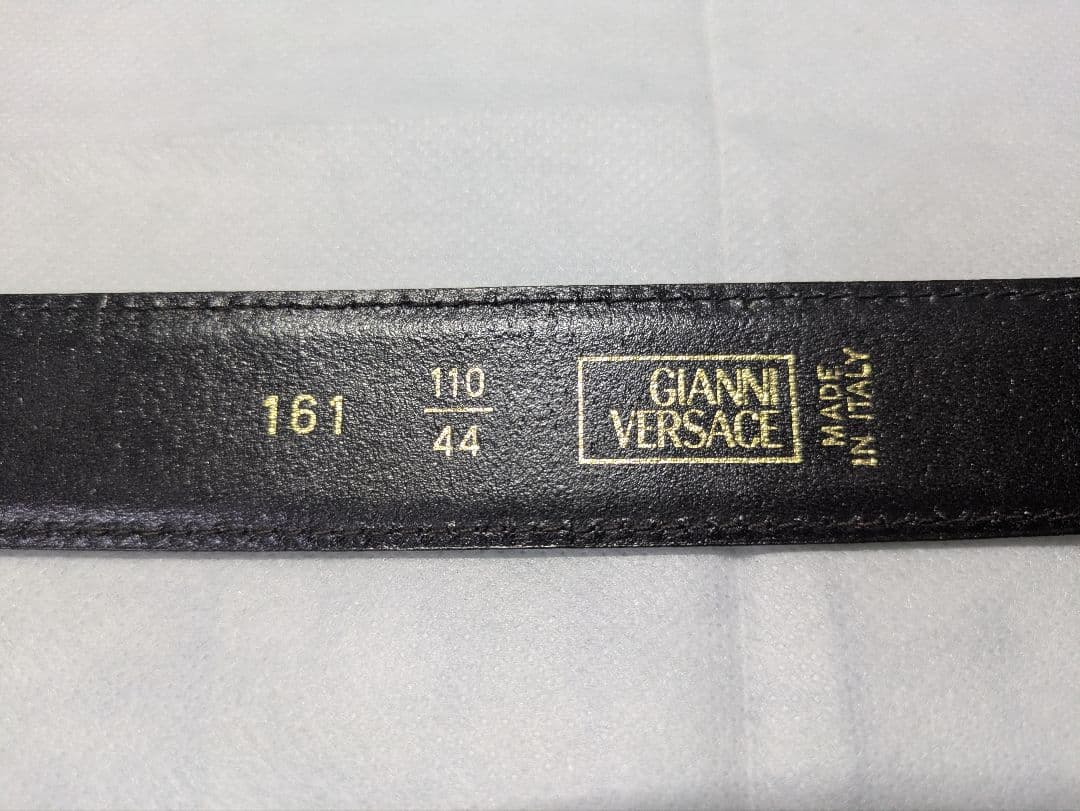 161
110
44
GIANNI
VERSACE
MADE
IN ITALY